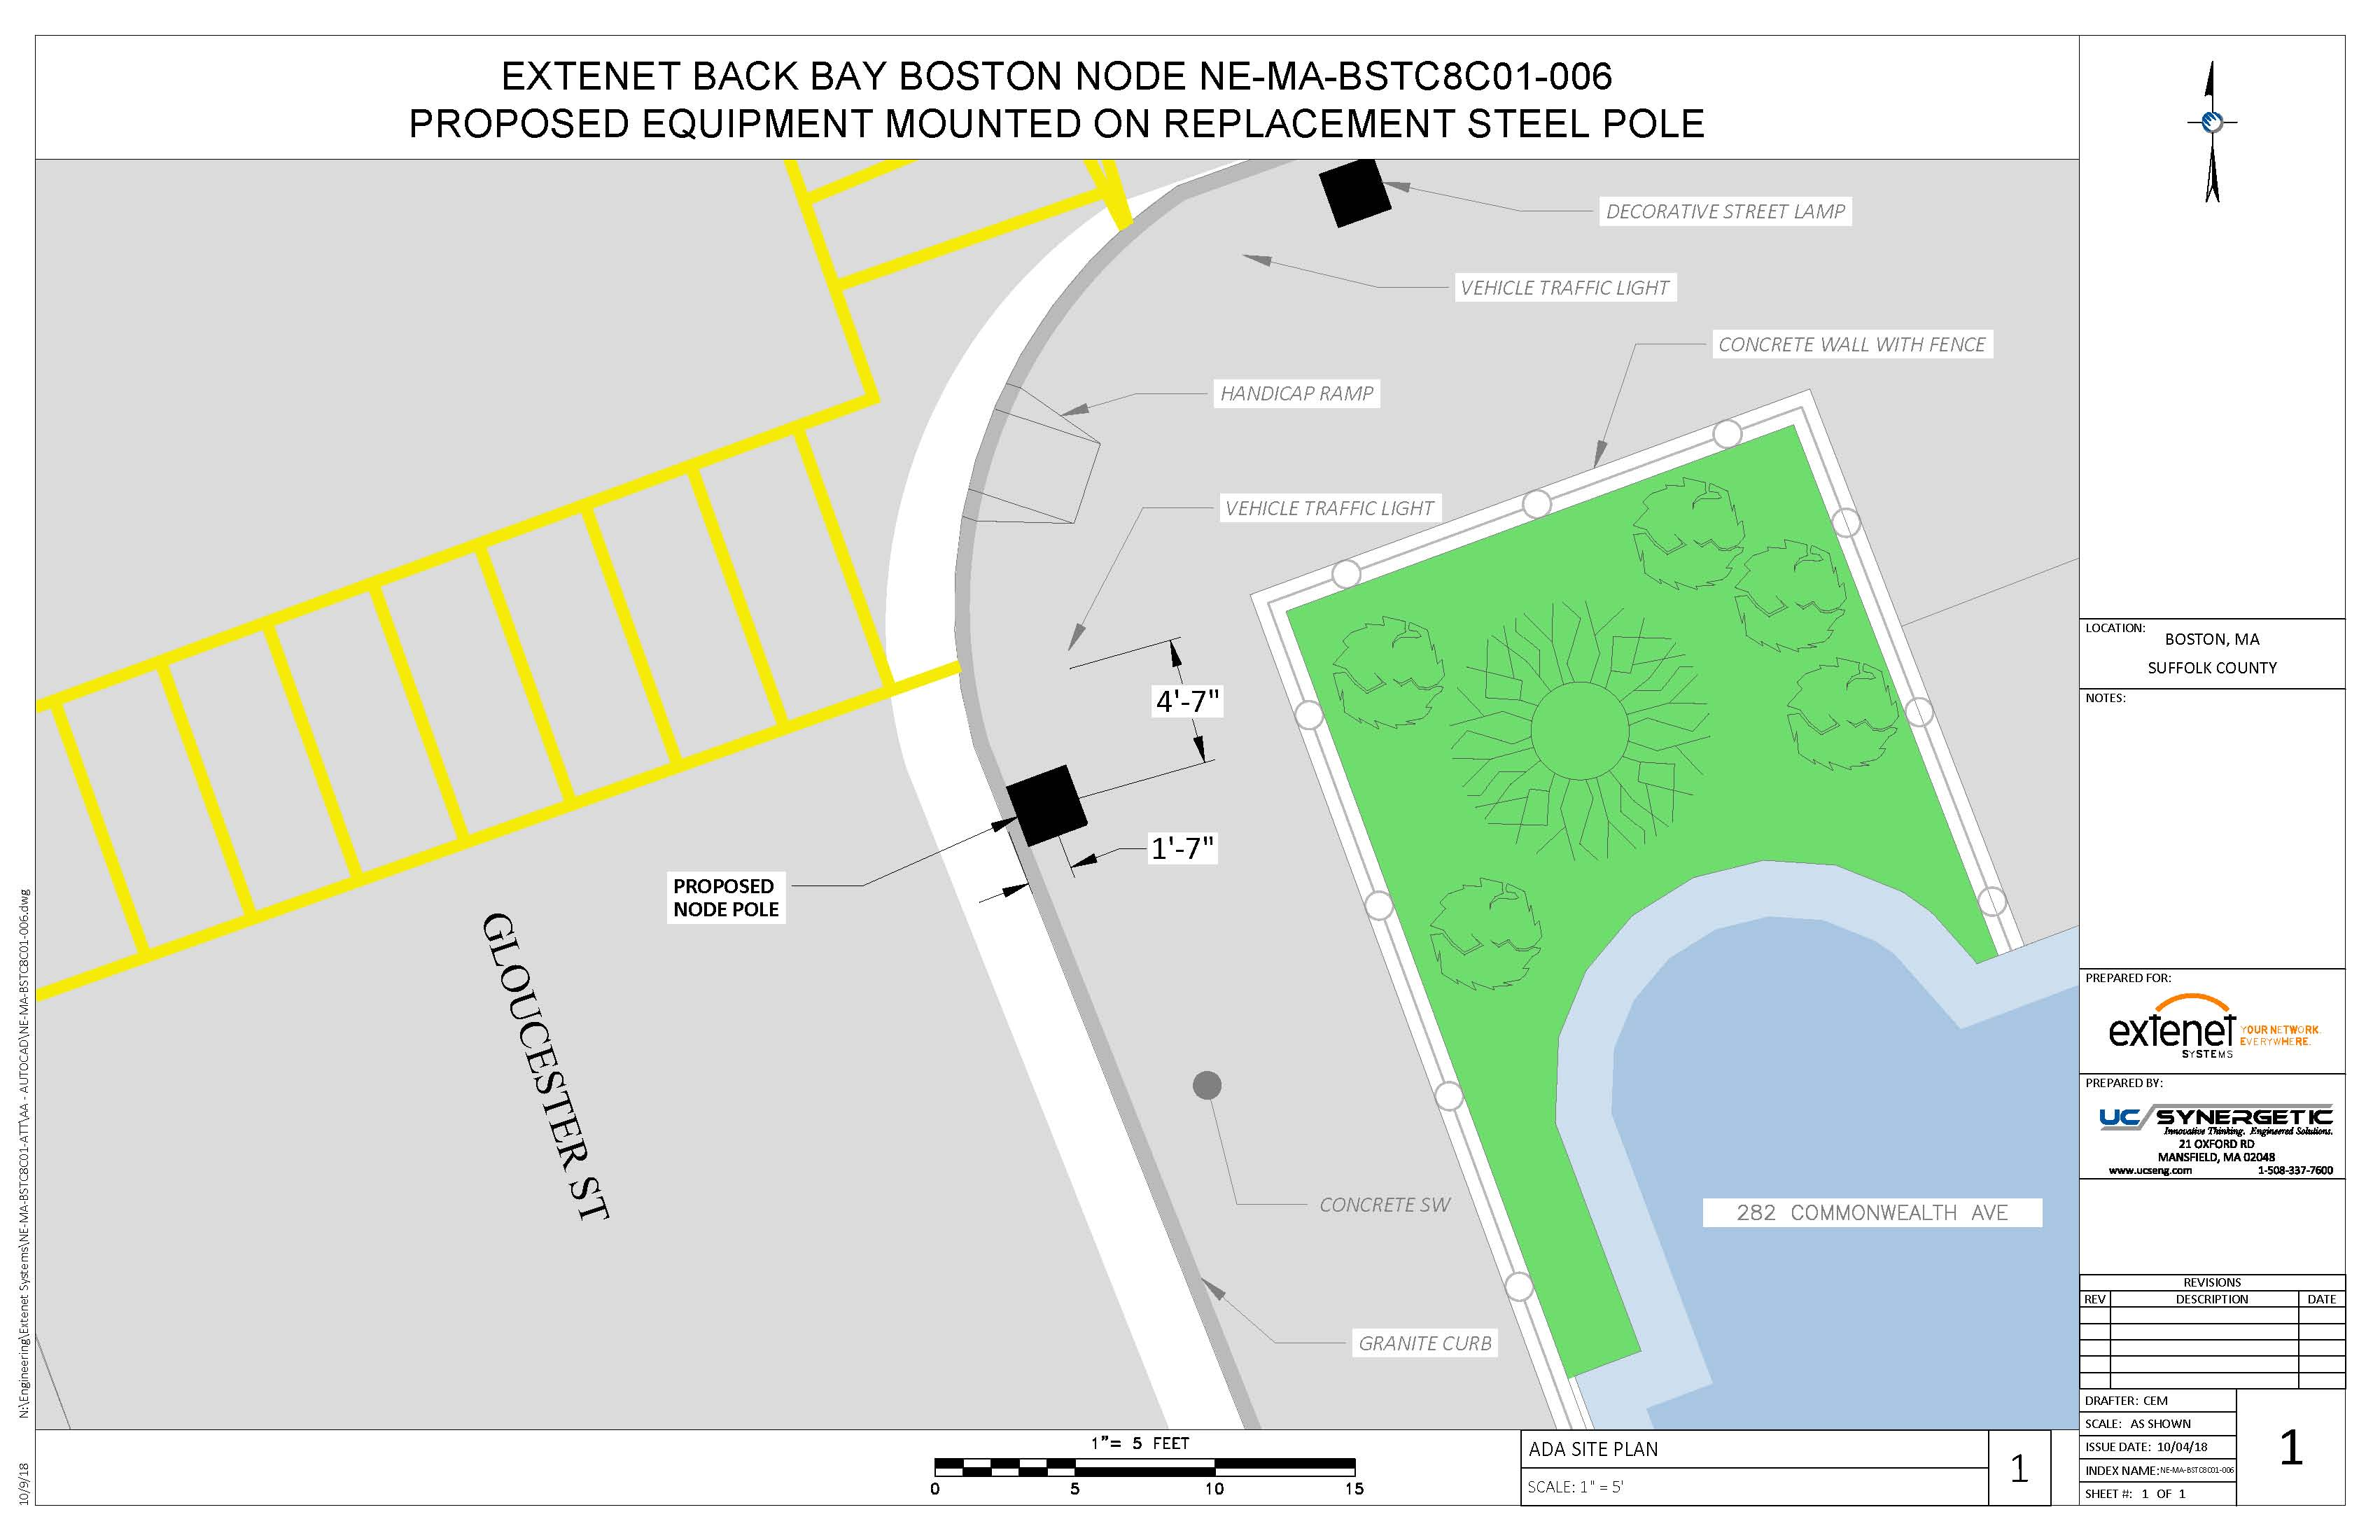 EXTENET BACK BAY BOSTON NODE NE-MA-BSTC8C01-006
PROPOSED EQUIPMENT MOUNTED ON REPLACEMENT STEEL POLE
DECORATIVE STREET LAMP
VEHICLE TRAFFIC LIGHT
CONCRETE WALL WITH FENCE
HANDICAP RAMP
VEHICLE TRAFFIC LIGHT
4'-7"
1'-7"
PROPOSED
NODE POLE
GLOUCESTER ST
CONCRETE SW
282 COMMONWEALTH AVE
GRANITE CURB
1"= 5 FEET
0 5 10 15
ADA SITE PLAN
SCALE: 1" = 5'
1
LOCATION:
BOSTON, MA
SUFFOLK COUNTY
NOTES:
PREPARED FOR:
extenet
SYSTEMS
YOUR NETWORK.
EVERYWHERE.
PREPARED BY:
UC SYNERGETIC
Innovative Thinking. Engineered Solutions.
21 OXFORD RD
MANSFIELD, MA 02048
www.ucseng.com 1-508-337-7600
REVISIONS
REV DESCRIPTION DATE
DRAFTER: CEM
SCALE: AS SHOWN
ISSUE DATE: 10/04/18
INDEX NAME: NE-MA-BSTC8C01-006
SHEET #: 1 OF 1
1
10/9/18 N:\Engineering\Extenet Systems\NE-MA-BSTC8C01-ATT\AA - AUTOCAD\NE-MA-BSTC8C01-006.dwg